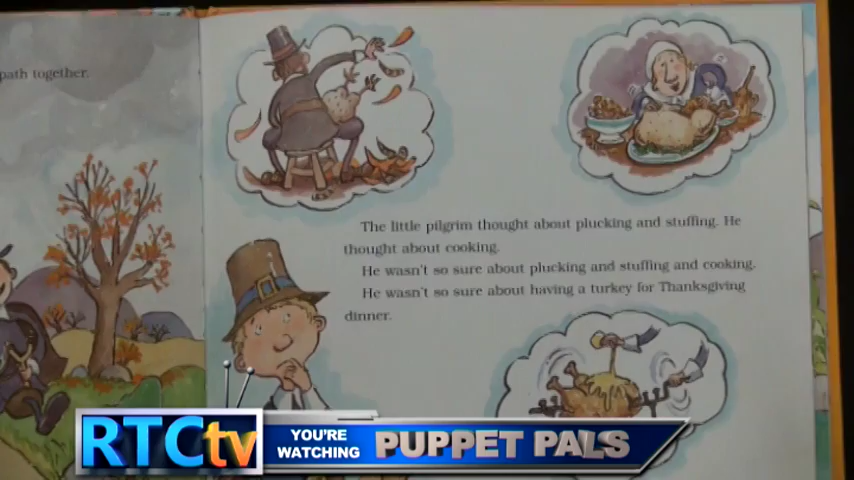 path together.
The little pilgrim thought about plucking and stuffing. He
thought about cooking.
He wasn't so sure about plucking and stuffing and cooking.
He wasn't so sure about having a turkey for Thanksgiving
dinner.
RTCtv
YOU'RE
WATCHING
PUPPET PALS